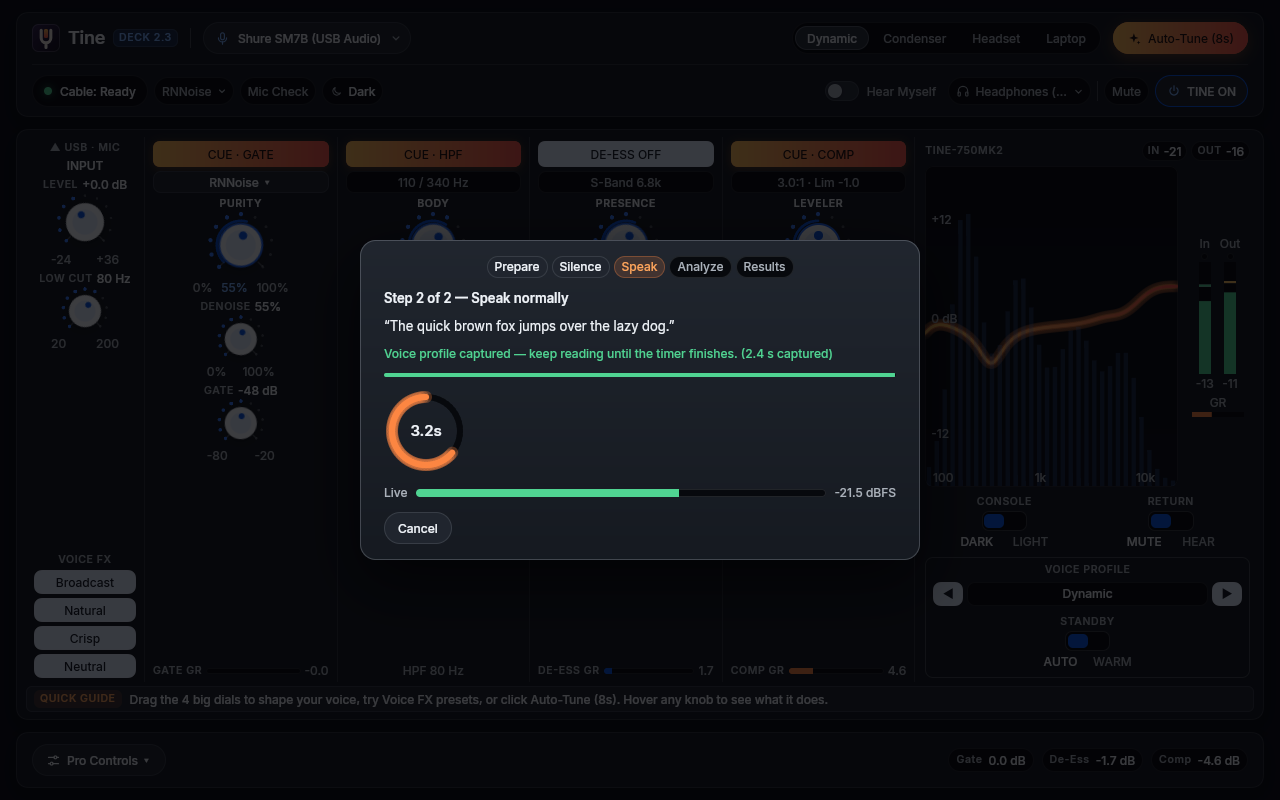 Tine DECK 2.3 Shure SM7B (USB Audio) Dynamic Condenser Headset Laptop Auto-Tune (8s)
Cable: Ready RNNoise Mic Check Dark Hear Myself Headphones (... Mute TINE ON
USB · MIC
INPUT
LEVEL +0.0 dB
-24 +36
LOW CUT 80 Hz
20 200
VOICE FX
Broadcast
Natural
Crisp
Neutral
CUE · GATE
RNNoise
PURITY
0% 55% 100%
DENOISE 55%
0% 100%
GATE -48 dB
-80 -20
GATE GR -0.0
CUE · HPF
110 / 340 Hz
BODY
HPF 80 Hz
DE-ESS OFF
S-Band 6.8k
PRESENCE
DE-ESS GR 1.7
CUE · COMP
3.0:1 · Lim -1.0
LEVELER
COMP GR 4.6
Prepare Silence Speak Analyze Results
Step 2 of 2 — Speak normally
“The quick brown fox jumps over the lazy dog.”
Voice profile captured — keep reading until the timer finishes. (2.4 s captured)
3.2s
Live -21.5 dBFS
Cancel
TINE-750MK2 IN -21 OUT -16
+12
0 dB
-12
100 1k 10k
In Out
-13 -11
GR
CONSOLE RETURN
DARK LIGHT MUTE HEAR
VOICE PROFILE
Dynamic
STANDBY
AUTO WARM
QUICK GUIDE Drag the 4 big dials to shape your voice, try Voice FX presets, or click Auto-Tune (8s). Hover any knob to see what it does.
Pro Controls Gate 0.0 dB De-Ess -1.7 dB Comp -4.6 dB